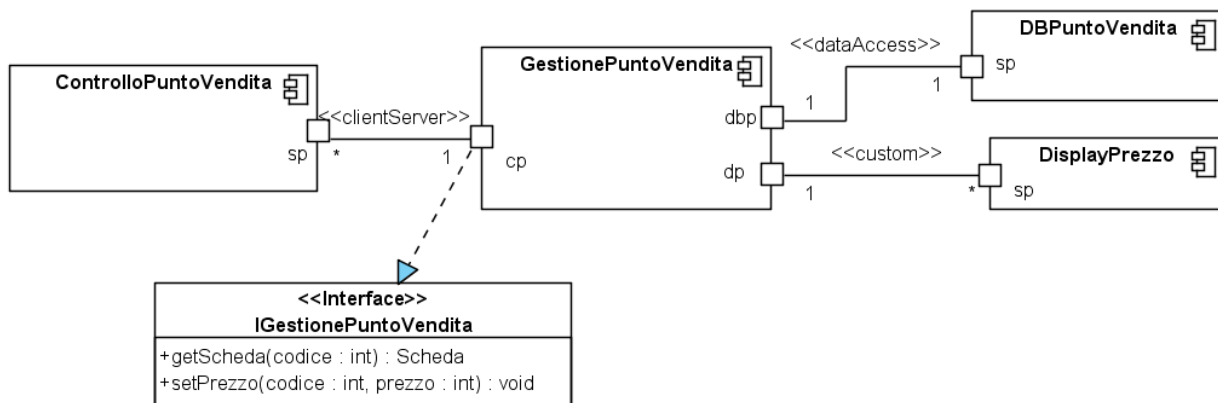 <<dataAccess>>
DBPuntoVendita
sp
1
1
ControlloPuntoVendita
<<clientServer>>
sp
*
1
GestionePuntoVendita
cp
dbp
dp
<<custom>>
1
*
DisplayPrezzo
sp
<<Interface>>
IGestionePuntoVendita
+getScheda(codice : int) : Scheda
+setPrezzo(codice : int, prezzo : int) : void